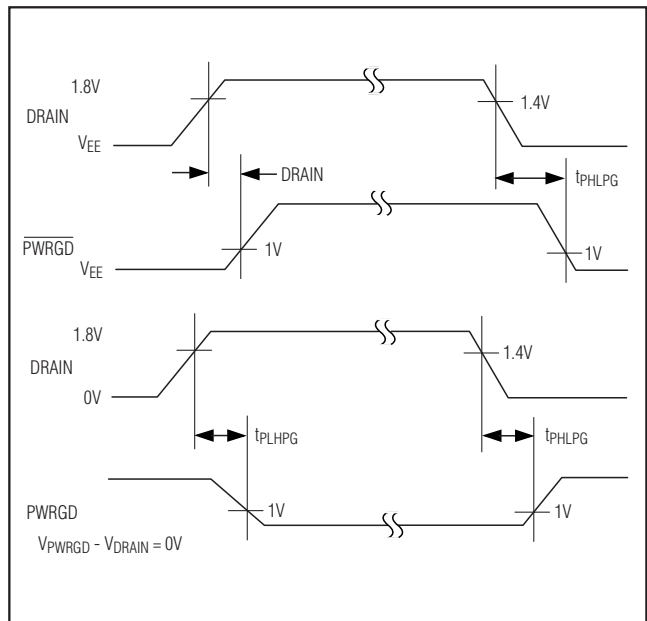 1.8V
1.4V
DRAIN
VEE
DRAIN
tPHLPG
PWRGD
1V
1V
VEE
1.8V
1.4V
DRAIN
0V
tPLHPG
tPHLPG
PWRGD
1V
1V
VPWRGD - VDRAIN = 0V